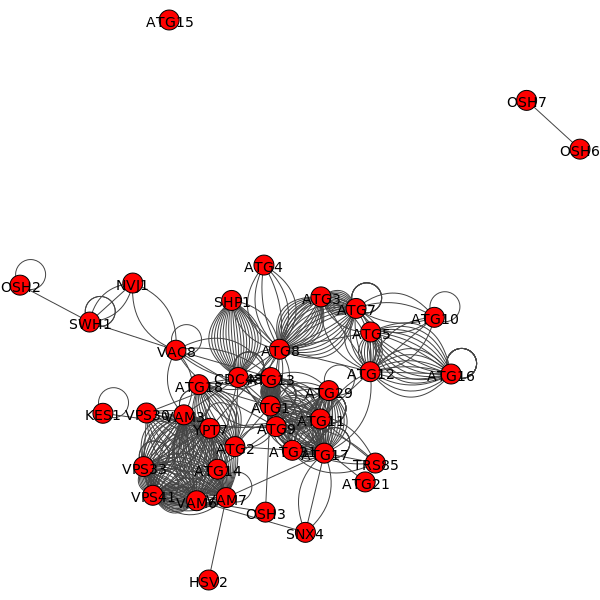 ATG15
OSH7
OSH6
ATG4
OSH2
NVJ1
SHP1
ATG3
ATG7
ATG10
SWH1
ATG5
VAC8
ATG8
ATG12
ATG16
ATG18
CDC48
ATG13
ATG29
KES1
VPS30
VAM3
ATG1
ATG11
YPT7
ATG9
ATG2
ATG17
TRS85
VPS33
ATG14
ATG21
VPS41
VAM6
VAM7
OSH3
SNX4
HSV2